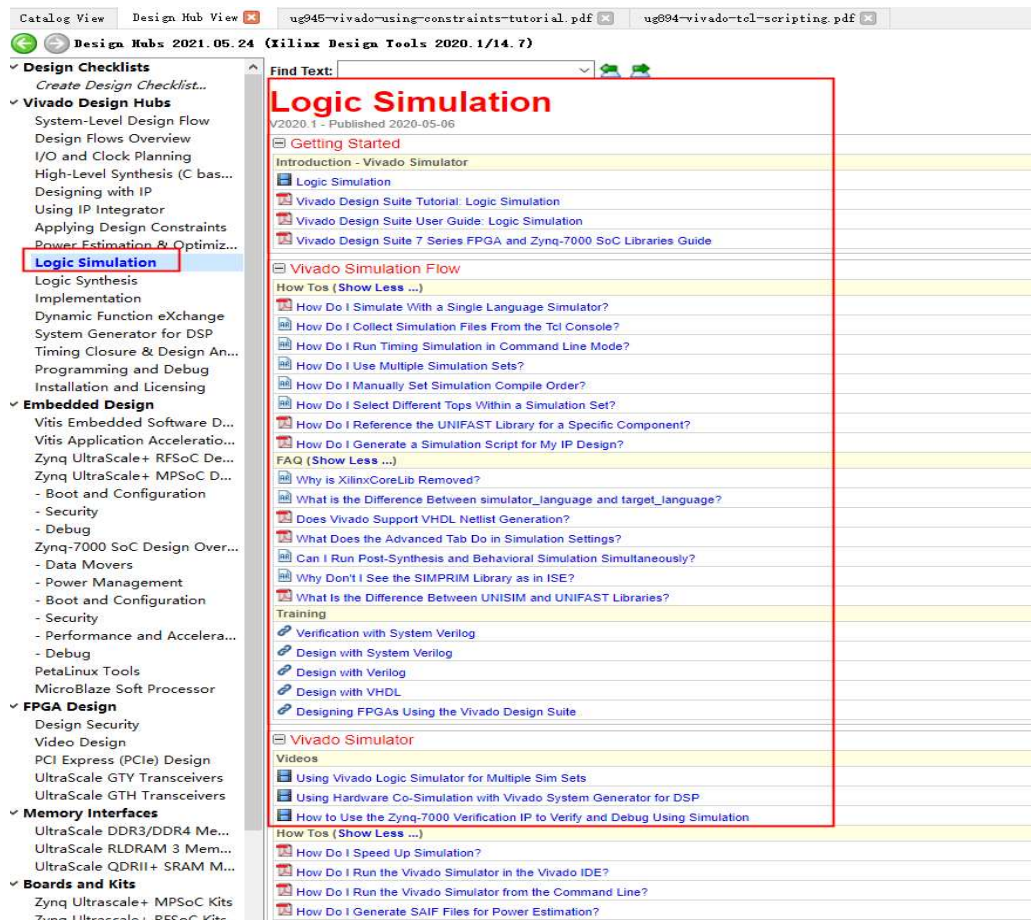 Catalog View
Design Hub View
ug945-vivado-using-constraints-tutorial.pdf
ug894-vivado-tcl-scripting.pdf
Design Hubs 2021.05.24 (Xilinx Design Tools 2020.1/14.7)
Design Checklists
Create Design Checklist...
Vivado Design Hubs
System-Level Design Flow
Design Flows Overview
I/O and Clock Planning
High-Level Synthesis (C bas...
Designing with IP
Using IP Integrator
Applying Design Constraints
Power Estimation & Optimiz...
Logic Simulation
Logic Synthesis
Implementation
Dynamic Function eXchange
System Generator for DSP
Timing Closure & Design An...
Programming and Debug
Installation and Licensing
Embedded Design
Vitis Embedded Software D...
Vitis Application Acceleratio...
Zynq UltraScale+ RFSoC De...
Zynq UltraScale+ MPSoC D...
- Boot and Configuration
- Security
- Debug
Zynq-7000 SoC Design Over...
- Data Movers
- Power Management
- Boot and Configuration
- Security
- Performance and Accelera...
- Debug
PetaLinux Tools
MicroBlaze Soft Processor
FPGA Design
Design Security
Video Design
PCI Express (PCIe) Design
UltraScale GTY Transceivers
UltraScale GTH Transceivers
Memory Interfaces
UltraScale DDR3/DDR4 Me...
UltraScale RLDRAM 3 Mem...
UltraScale QDRII+ SRAM M...
Boards and Kits
Zynq Ultrascale+ MPSoC Kits
Zynq Ultrascale+ RFSoC Kits
Find Text:
Logic Simulation
V2020.1 - Published 2020-05-06
Getting Started
Introduction - Vivado Simulator
Logic Simulation
Vivado Design Suite Tutorial: Logic Simulation
Vivado Design Suite User Guide: Logic Simulation
Vivado Design Suite 7 Series FPGA and Zynq-7000 SoC Libraries Guide
Vivado Simulation Flow
How Tos (Show Less ...)
How Do I Simulate With a Single Language Simulator?
How Do I Collect Simulation Files From the Tcl Console?
How Do I Run Timing Simulation in Command Line Mode?
How Do I Use Multiple Simulation Sets?
How Do I Manually Set Simulation Compile Order?
How Do I Select Different Tops Within a Simulation Set?
How Do I Reference the UNIFAST Library for a Specific Component?
How Do I Generate a Simulation Script for My IP Design?
FAQ (Show Less ...)
Why is XilinxCoreLib Removed?
What is the Difference Between simulator_language and target_language?
Does Vivado Support VHDL Netlist Generation?
What Does the Advanced Tab Do in Simulation Settings?
Can I Run Post-Synthesis and Behavioral Simulation Simultaneously?
Why Don't I See the SIMPRIM Library as in ISE?
What Is the Difference Between UNISIM and UNIFAST Libraries?
Training
Verification with System Verilog
Design with System Verilog
Design with Verilog
Design with VHDL
Designing FPGAs Using the Vivado Design Suite
Vivado Simulator
Videos
Using Vivado Logic Simulator for Multiple Sim Sets
Using Hardware Co-Simulation with Vivado System Generator for DSP
How to Use the Zynq-7000 Verification IP to Verify and Debug Using Simulation
How Tos (Show Less ...)
How Do I Speed Up Simulation?
How Do I Run the Vivado Simulator in the Vivado IDE?
How Do I Run the Vivado Simulator from the Command Line?
How Do I Generate SAIF Files for Power Estimation?